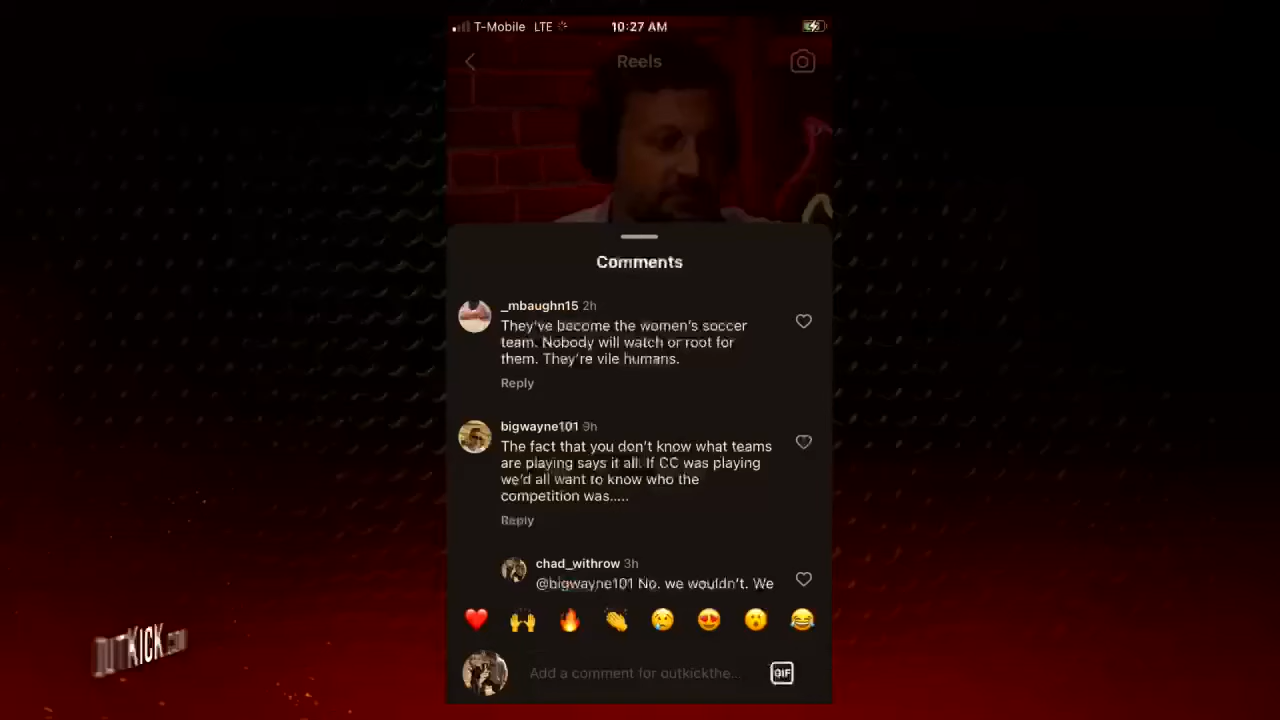 T-Mobile LTE 10:27 AM
Reels
Comments
_mbaughn15 2h
They've become the women's soccer
team. Nobody will watch or root for
them. They're vile humans.
Reply
bigwayne101 9h
The fact that you don't know what teams
are playing says it all. If CC was playing
we'd all want to know who the
competition was.....
Reply
chad_withrow 3h
@bigwayne101 No. we wouldn't. We
Add a comment for outkickthe...
GIF
OUTKICK.com